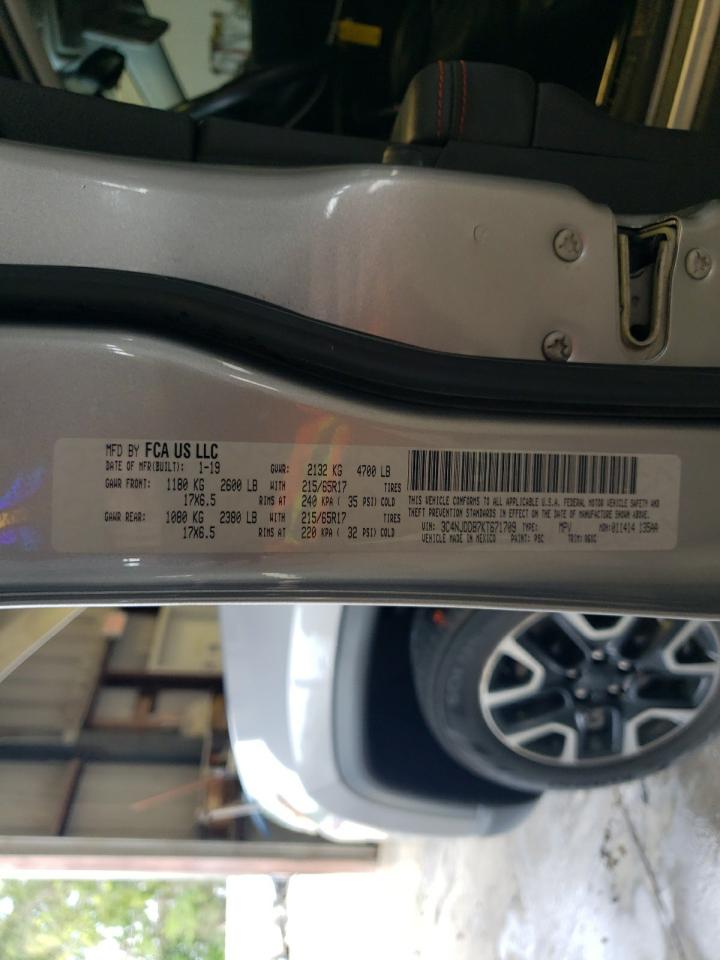 MFD BY FCA US LLC
DATE OF MFR(BUILT): 1-19 GVWR: 2132 KG 4700 LB
GAWR FRONT: 1180 KG 2600 LB WITH 215/65R17 TIRES
17X6.5 RIMS AT 240 KPA ( 35 PSI) COLD
GAWR REAR: 1080 KG 2380 LB WITH 215/65R17 TIRES
17X6.5 RIMS AT 220 KPA ( 32 PSI) COLD
THIS VEHICLE CONFORMS TO ALL APPLICABLE U.S.A. FEDERAL MOTOR VEHICLE SAFETY AND
THEFT PREVENTION STANDARDS IN EFFECT ON THE DATE OF MANUFACTURE SHOWN ABOVE.
VIN: 3C4NJDDB7KT671709 TYPE: MPV MDH:011414 135AA
VEHICLE MADE IN MEXICO PAINT: PSC TRIM: